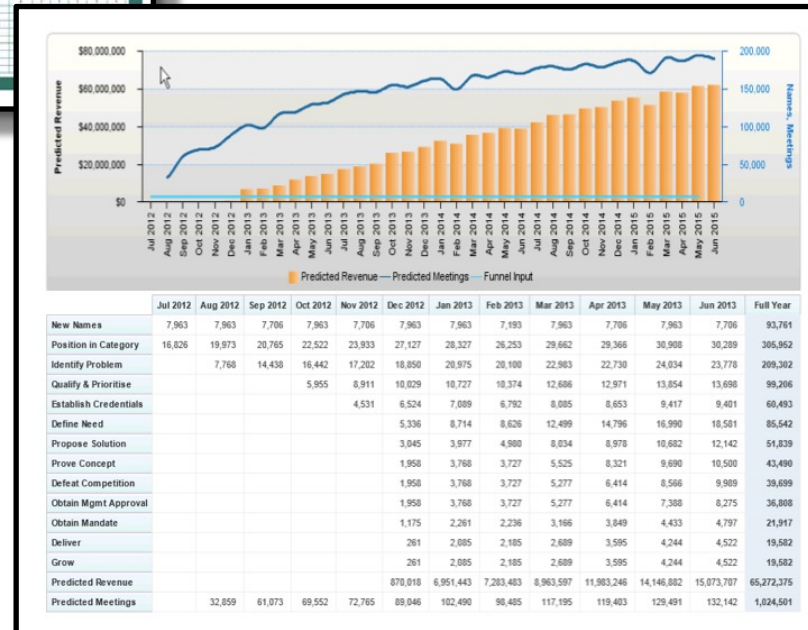 $80,000,000
$60,000,000
$40,000,000
$20,000,000
$0
Predicted Revenue
200,000
150,000
100,000
50,000
0
Names, Meetings
Jul 2012 Aug 2012 Sep 2012 Oct 2012 Nov 2012 Dec 2012 Jan 2013 Feb 2013 Mar 2013 Apr 2013 May 2013 Jun 2013 Jul 2013 Aug 2013 Sep 2013 Oct 2013 Nov 2013 Dec 2013 Jan 2014 Feb 2014 Mar 2014 Apr 2014 May 2014 Jun 2014 Jul 2014 Aug 2014 Sep 2014 Oct 2014 Nov 2014 Dec 2014 Jan 2015 Feb 2015 Mar 2015 Apr 2015 May 2015 Jun 2015
Predicted Revenue Predicted Meetings Funnel Input
Jul 2012 Aug 2012 Sep 2012 Oct 2012 Nov 2012 Dec 2012 Jan 2013 Feb 2013 Mar 2013 Apr 2013 May 2013 Jun 2013 Full Year
New Names 7,963 7,963 7,706 7,963 7,706 7,963 7,963 7,193 7,963 7,706 7,963 7,706 93,761
Position in Category 16,826 19,973 20,765 22,522 23,933 27,127 28,327 26,253 29,662 29,366 30,908 30,289 305,952
Identify Problem 7,768 14,438 16,442 17,202 18,850 20,975 20,100 22,983 22,730 24,034 23,778 209,302
Qualify & Prioritise 5,955 8,911 10,029 10,727 10,374 12,686 12,971 13,854 13,698 99,206
Establish Credentials 4,531 6,524 7,089 6,792 8,085 8,653 9,417 9,401 60,493
Define Need 5,336 8,714 8,626 12,499 14,796 16,990 18,581 85,542
Propose Solution 3,045 3,977 4,980 8,034 8,978 10,682 12,142 51,839
Prove Concept 1,958 3,768 3,727 5,525 8,321 9,690 10,500 43,490
Defeat Competition 1,958 3,768 3,727 5,277 6,414 8,566 9,989 39,699
Obtain Mgmt Approval 1,958 3,768 3,727 5,277 6,414 7,388 8,275 36,808
Obtain Mandate 1,175 2,261 2,236 3,166 3,849 4,433 4,797 21,917
Deliver 261 2,085 2,185 2,689 3,595 4,244 4,522 19,582
Grow 261 2,085 2,185 2,689 3,595 4,244 4,522 19,582
Predicted Revenue 870,018 6,951,443 7,283,483 8,963,597 11,983,246 14,146,882 15,073,707 65,272,375
Predicted Meetings 32,859 61,073 69,552 72,765 89,046 102,490 98,485 117,195 119,403 129,491 132,142 1,024,501